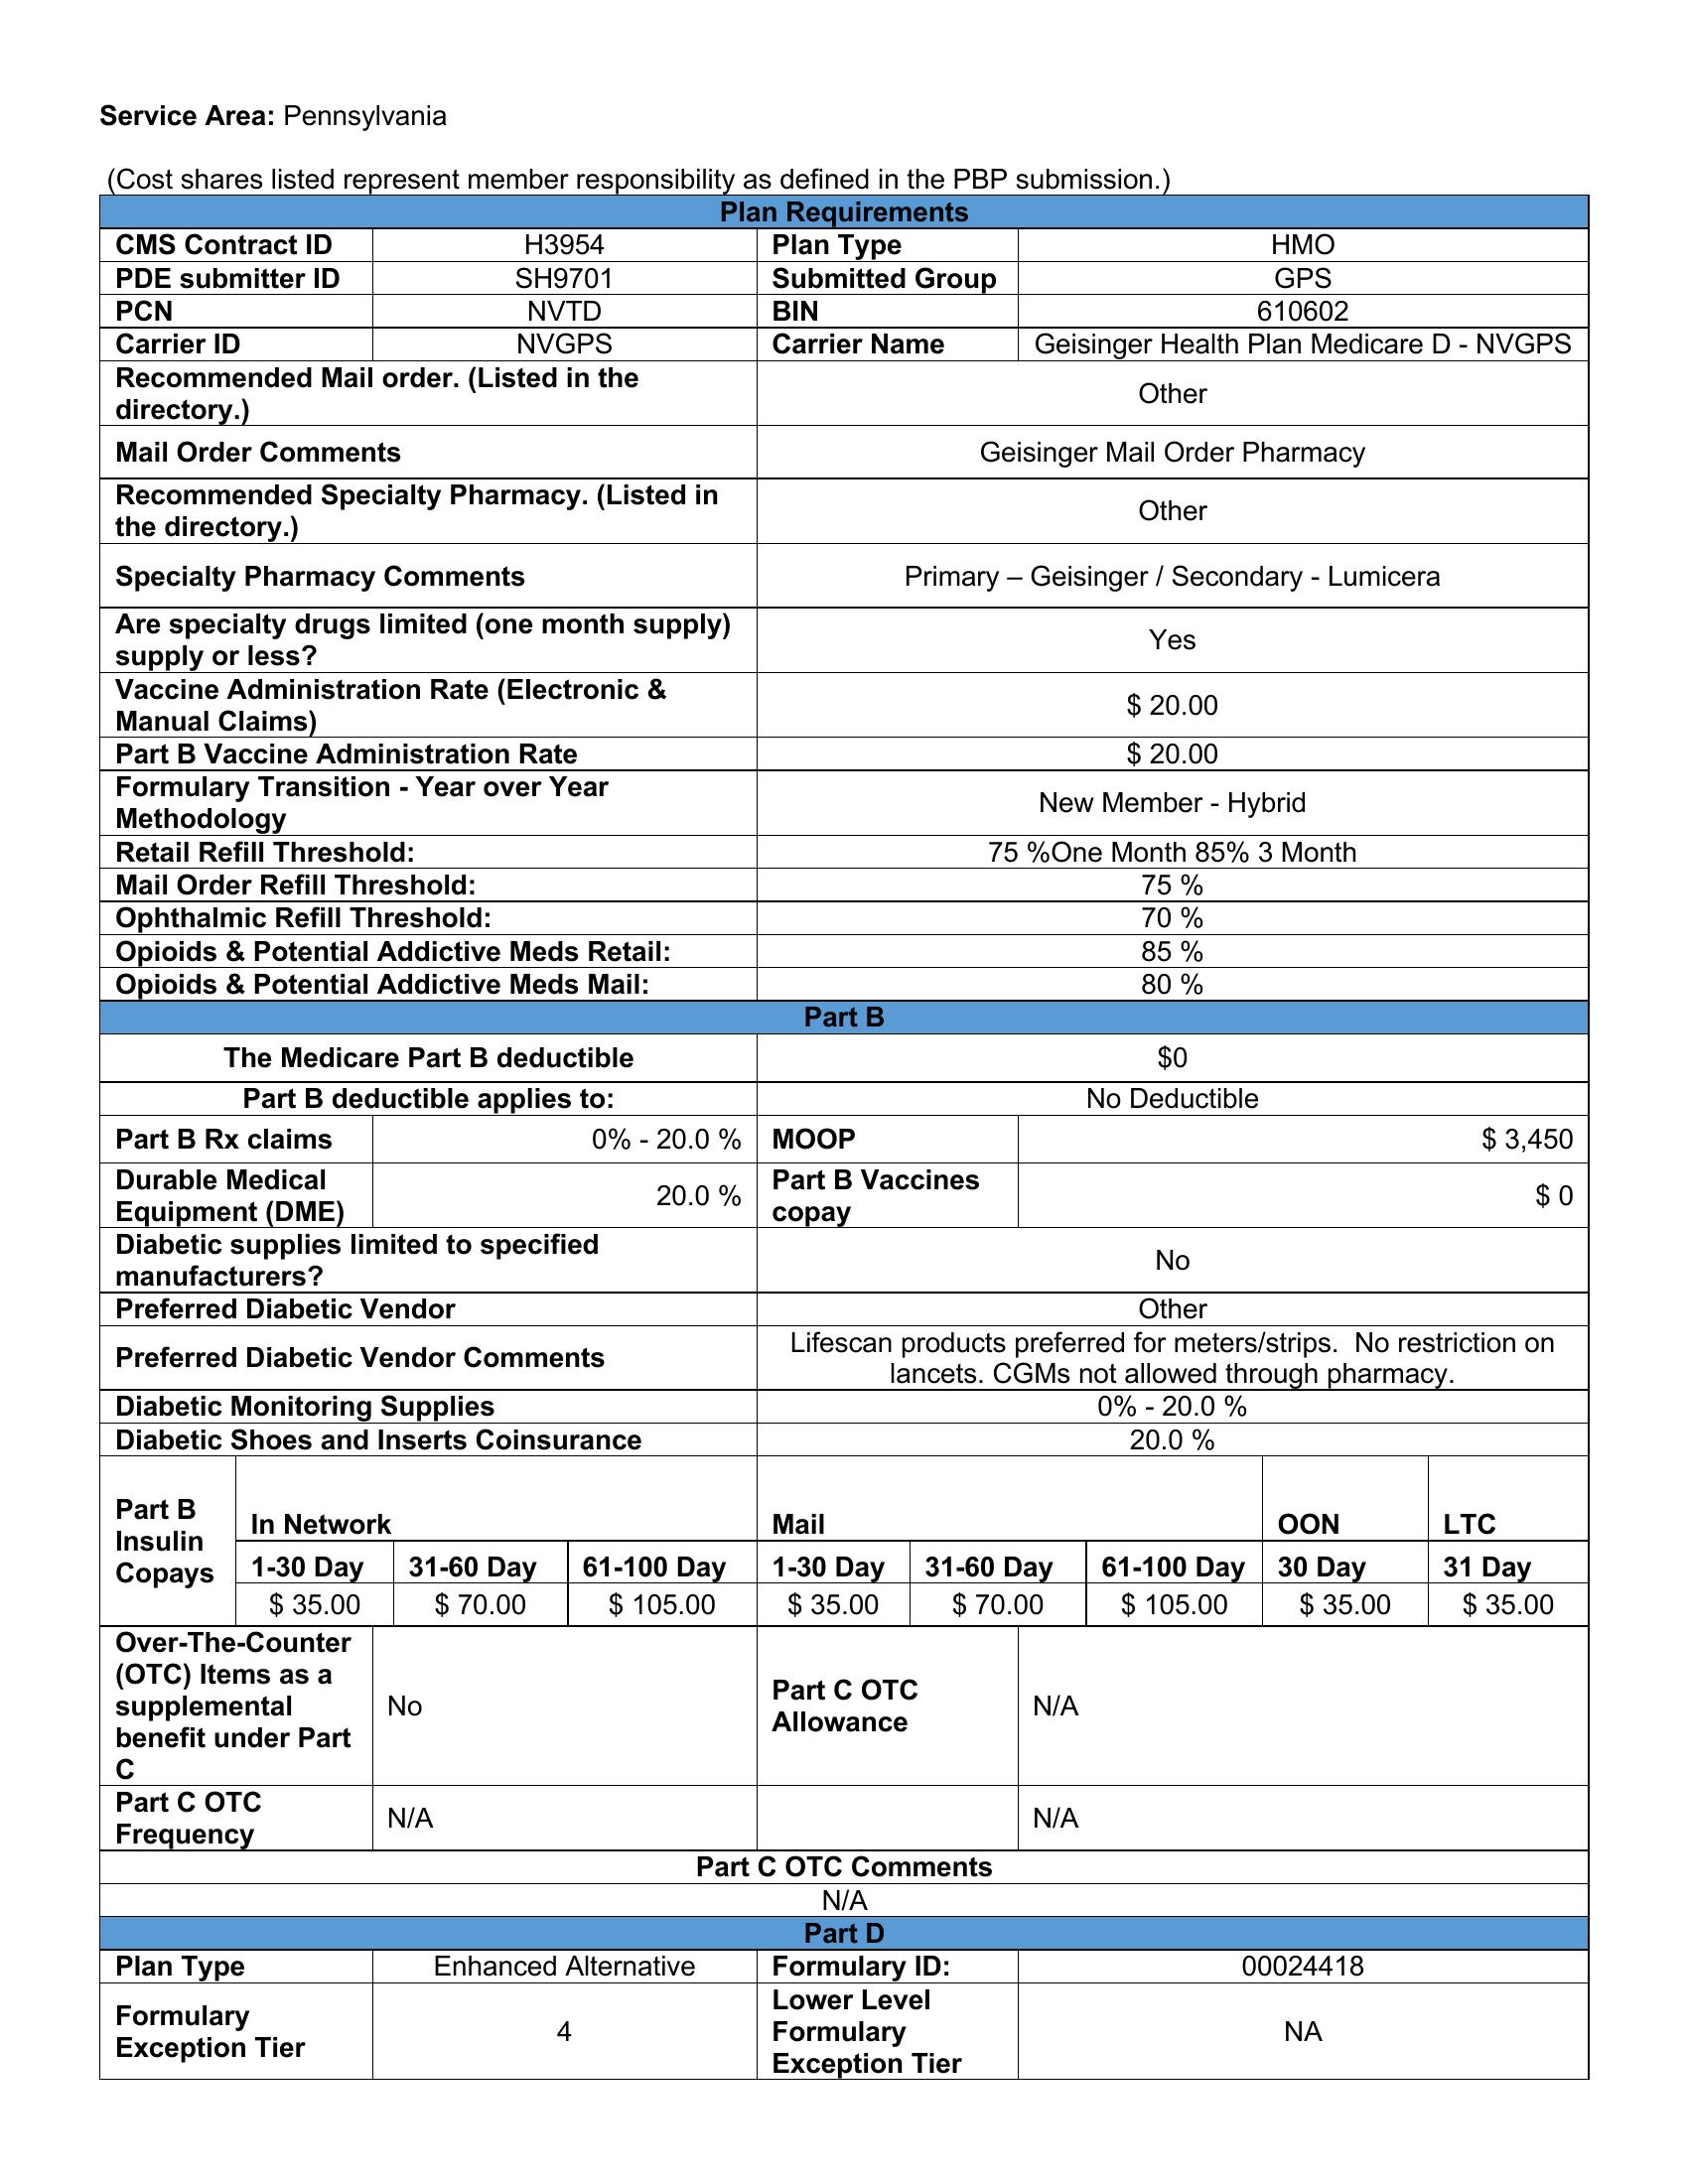 Service Area: Pennsylvania
(Cost shares listed represent member responsibility as defined in the PBP submission.)
Plan Requirements
CMS Contract ID H3954 Plan Type HMO
PDE submitter ID SH9701 Submitted Group GPS
PCN NVTD BIN 610602
Carrier ID NVGPS Carrier Name Geisinger Health Plan Medicare D - NVGPS
Recommended Mail order. (Listed in the
directory.)
Other
Mail Order Comments Geisinger Mail Order Pharmacy
Recommended Specialty Pharmacy. (Listed in
the directory.)
Other
Specialty Pharmacy Comments Primary – Geisinger / Secondary - Lumicera
Are specialty drugs limited (one month supply)
supply or less?
Yes
Vaccine Administration Rate (Electronic &
Manual Claims)
$ 20.00
Part B Vaccine Administration Rate $ 20.00
Formulary Transition - Year over Year
Methodology
New Member - Hybrid
Retail Refill Threshold: 75 %One Month 85% 3 Month
Mail Order Refill Threshold: 75 %
Ophthalmic Refill Threshold: 70 %
Opioids & Potential Addictive Meds Retail: 85 %
Opioids & Potential Addictive Meds Mail: 80 %
Part B
The Medicare Part B deductible $0
Part B deductible applies to: No Deductible
Part B Rx claims 0% - 20.0 % MOOP $ 3,450
Durable Medical
Equipment (DME)
20.0 %
Part B Vaccines
copay
$ 0
Diabetic supplies limited to specified
manufacturers?
No
Preferred Diabetic Vendor Other
Preferred Diabetic Vendor Comments
Lifescan products preferred for meters/strips.  No restriction on
lancets. CGMs not allowed through pharmacy.
Diabetic Monitoring Supplies 0% - 20.0 %
Diabetic Shoes and Inserts Coinsurance 20.0 %
Part B
Insulin
Copays
In Network Mail OON LTC
1-30 Day 31-60 Day 61-100 Day 1-30 Day 31-60 Day 61-100 Day 30 Day 31 Day
$ 35.00 $ 70.00 $ 105.00 $ 35.00 $ 70.00 $ 105.00 $ 35.00 $ 35.00
Over-The-Counter
(OTC) Items as a
supplemental
benefit under Part
C
No
Part C OTC
Allowance
N/A
Part C OTC
Frequency
N/A
N/A
Part C OTC Comments
N/A
Part D
Plan Type Enhanced Alternative Formulary ID: 00024418
Formulary
Exception Tier
4
Lower Level
Formulary
Exception Tier
NA